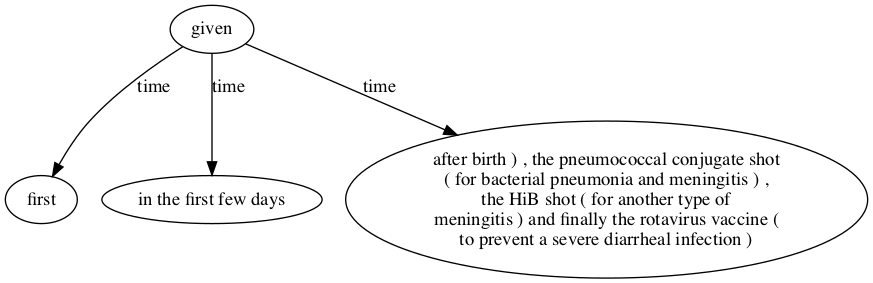 given
time
time
time
first
in the first few days
after birth ) , the pneumococcal conjugate shot
( for bacterial pneumonia and meningitis ) ,
the HiB shot ( for another type of
meningitis ) and finally the rotavirus vaccine (
to prevent a severe diarrheal infection )